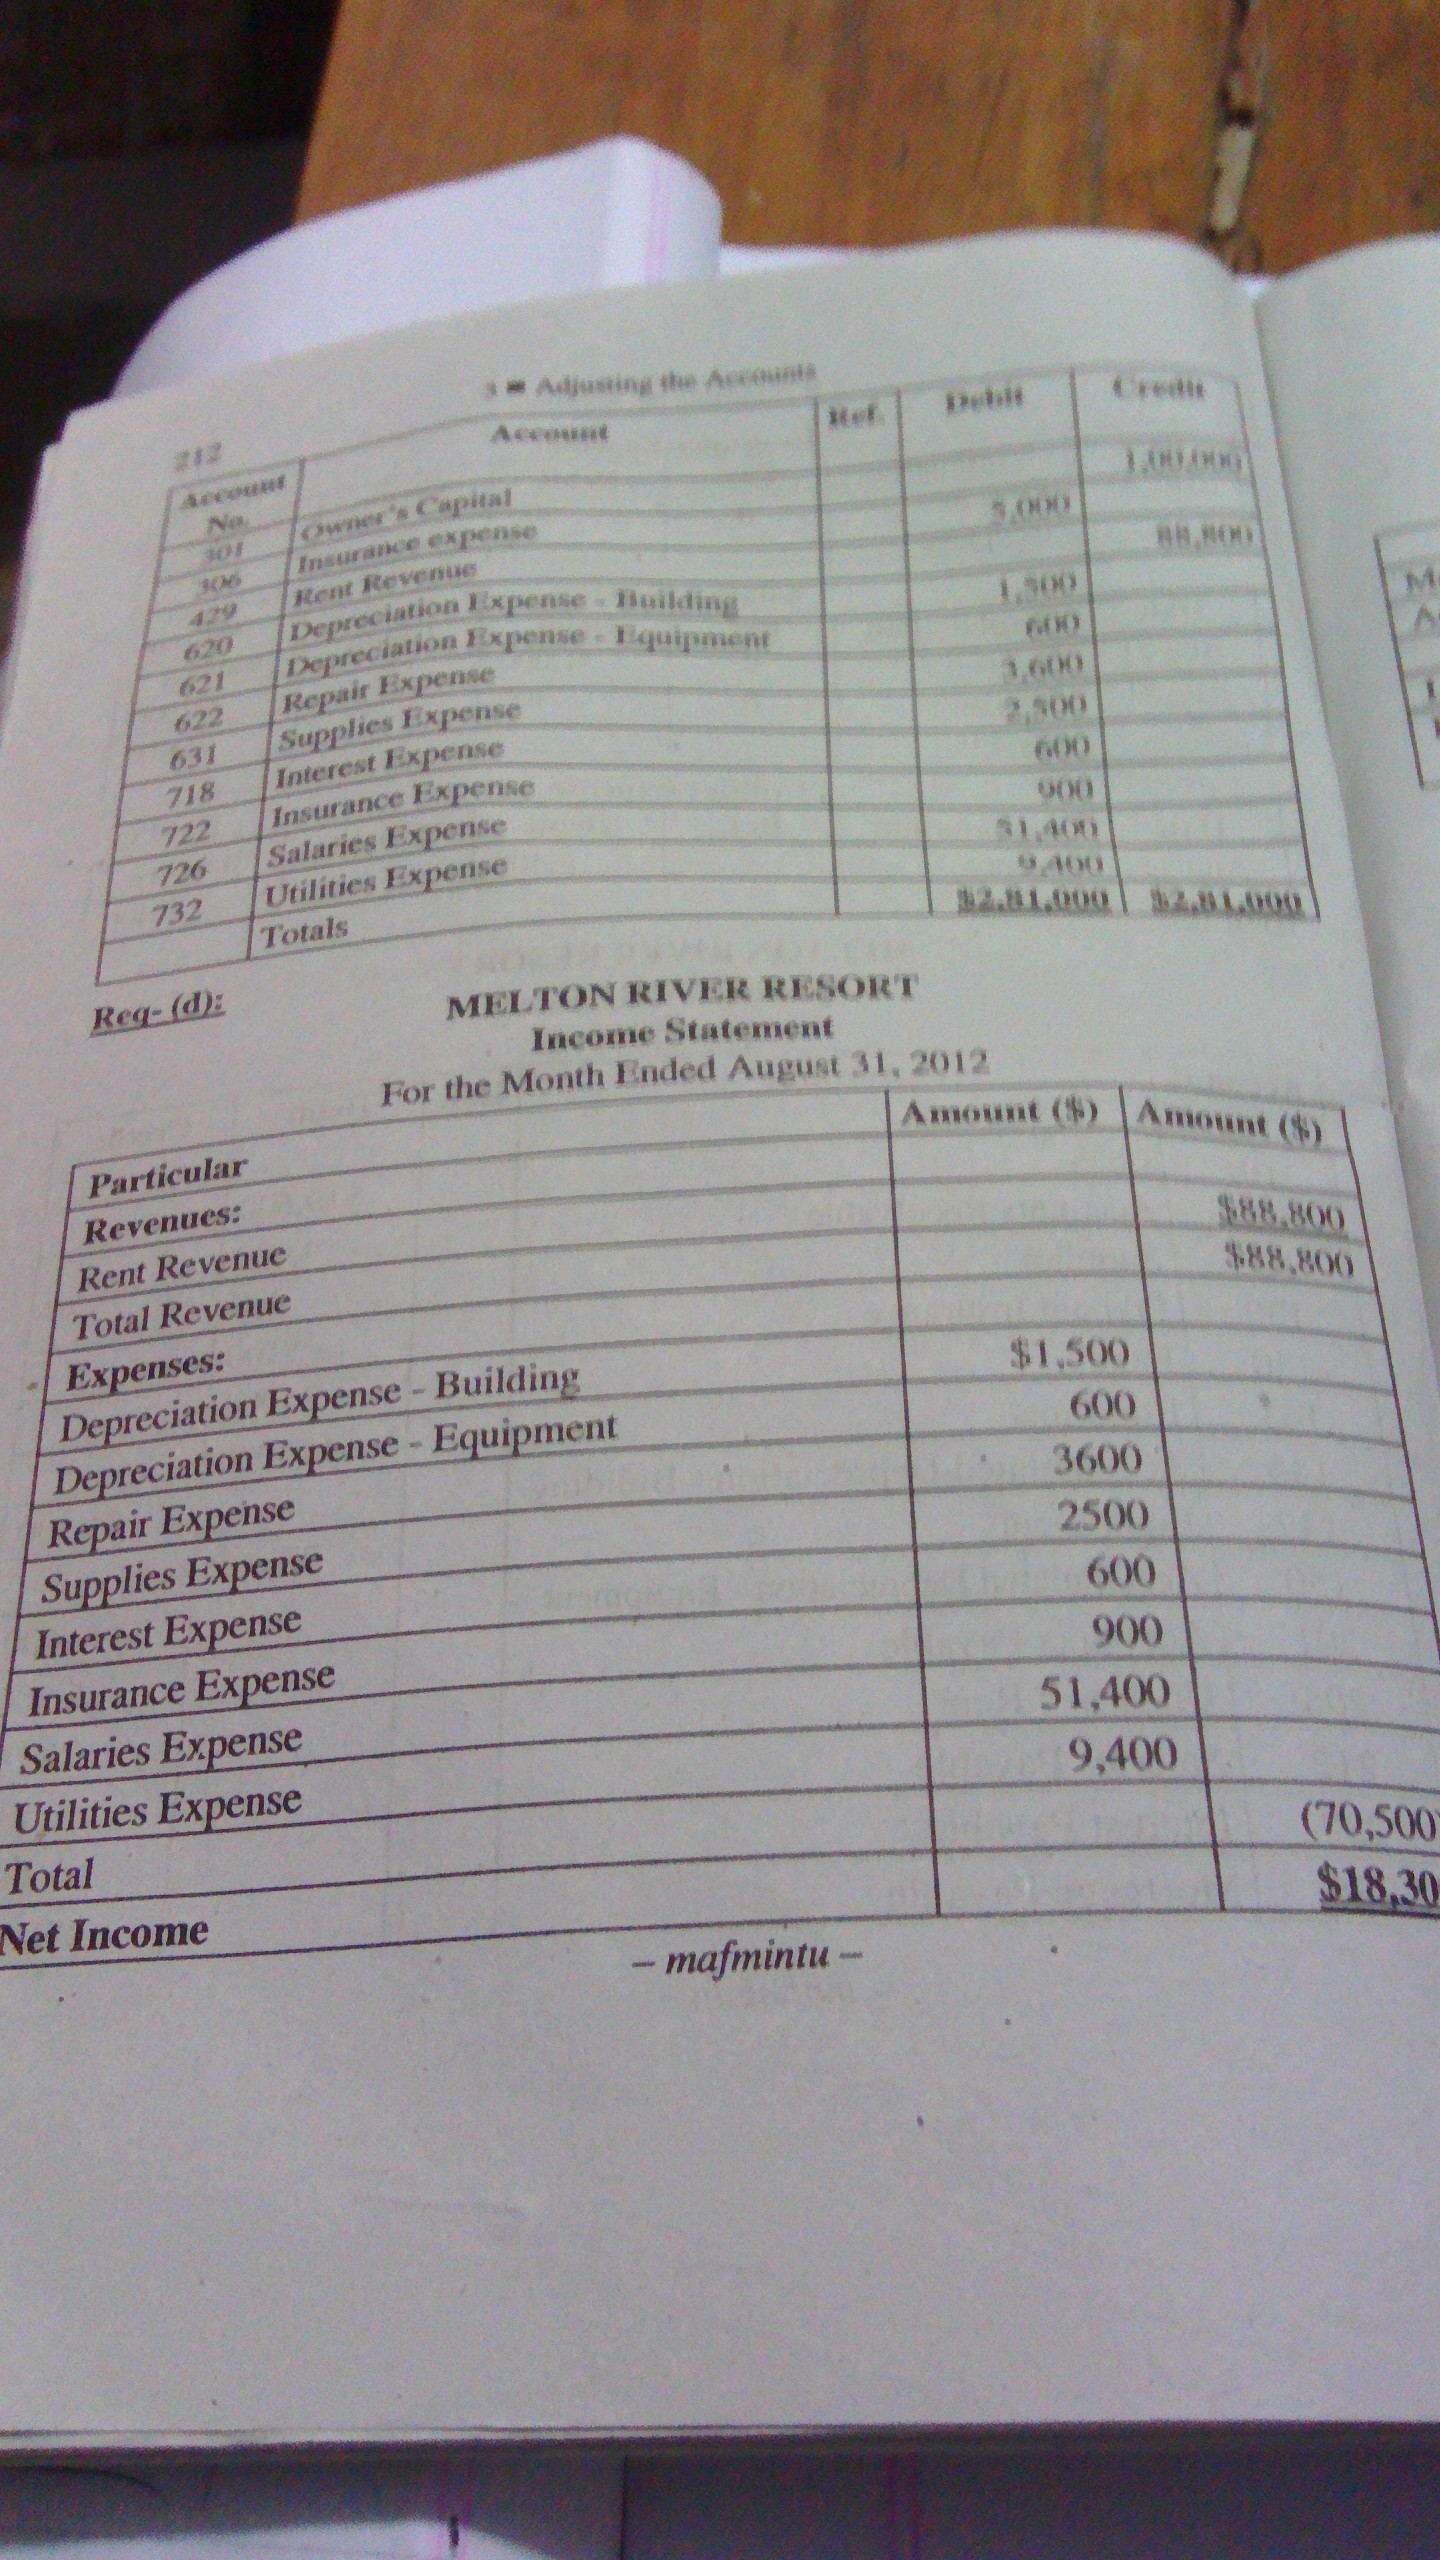 212
3 ■ Adjusting the Accounts
Account No. Account Ref. Debit Credit
301 Owner's Capital 1,00,000
306 Insurance expense 5,000
429 Rent Revenue 88,800
620 Depreciation Expense - Building 1,500
621 Depreciation Expense - Equipment 600
622 Repair Expense 3,600
631 Supplies Expense 2,500
718 Interest Expense 600
722 Insurance Expense 900
726 Salaries Expense 51,400
732 Utilities Expense 9,400
Totals $2,81,000 $2,81,000
Req- (d):
MELTON RIVER RESORT
Income Statement
For the Month Ended August 31, 2012
Particular Amount ($) Amount ($)
Revenues:
Rent Revenue $88,800
Total Revenue $88,800
Expenses:
Depreciation Expense - Building $1,500
Depreciation Expense - Equipment 600
Repair Expense 3600
Supplies Expense 2500
Interest Expense 600
Insurance Expense 900
Salaries Expense 51,400
Utilities Expense 9,400
Total (70,500)
Net Income $18,30
– mafmintu –